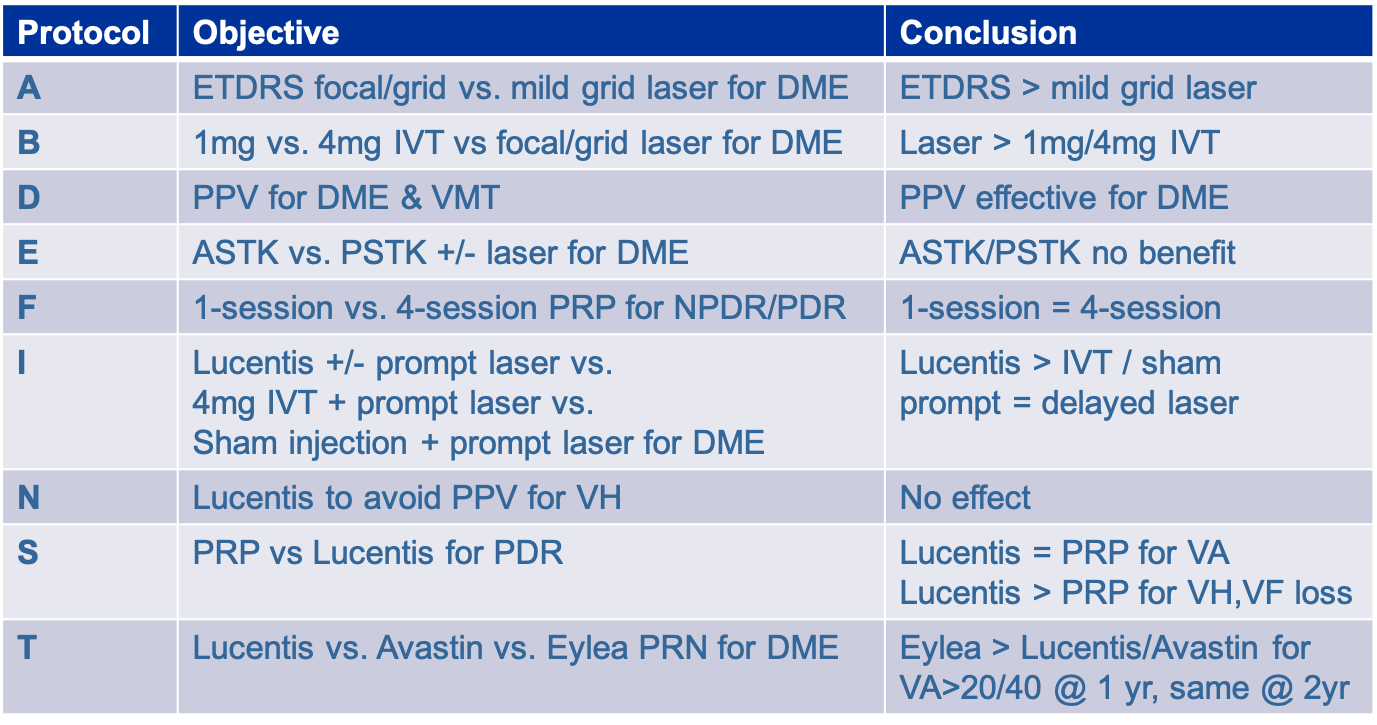 Protocol Objective Conclusion
A ETDRS focal/grid vs. mild grid laser for DME ETDRS > mild grid laser
B 1mg vs. 4mg IVT vs focal/grid laser for DME Laser > 1mg/4mg IVT
D PPV for DME & VMT PPV effective for DME
E ASTK vs. PSTK +/- laser for DME ASTK/PSTK no benefit
F 1-session vs. 4-session PRP for NPDR/PDR 1-session = 4-session
I Lucentis +/- prompt laser vs. Lucentis > IVT / sham
4mg IVT + prompt laser vs. prompt = delayed laser
Sham injection + prompt laser for DME
N Lucentis to avoid PPV for VH No effect
S PRP vs Lucentis for PDR Lucentis = PRP for VA
Lucentis > PRP for VH,VF loss
T Lucentis vs. Avastin vs. Eylea PRN for DME Eylea > Lucentis/Avastin for
VA>20/40 @ 1 yr, same @ 2yr